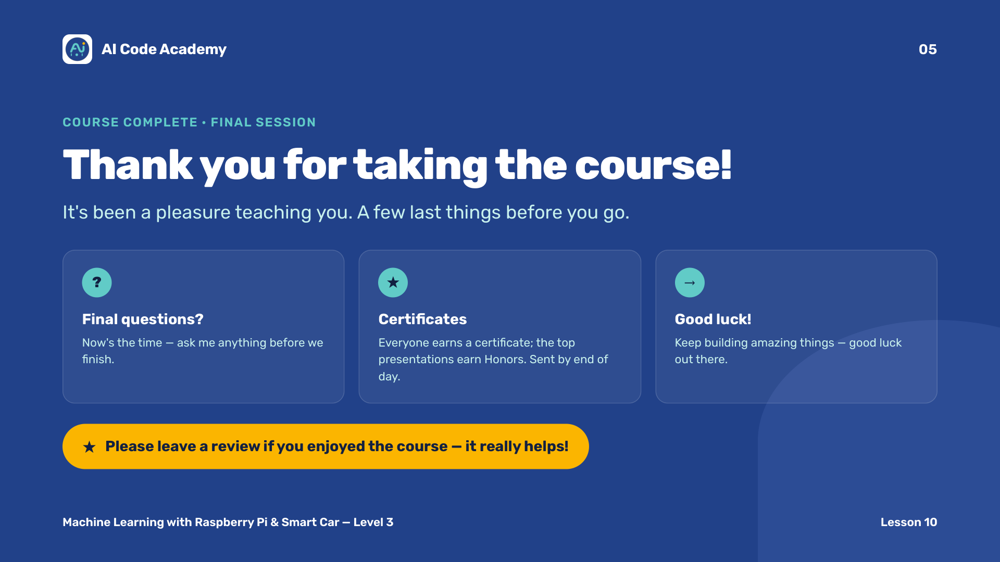 AI Code Academy
05
COURSE COMPLETE • FINAL SESSION
Thank you for taking the course!
It's been a pleasure teaching you. A few last things before you go.
?
Final questions?
Now's the time — ask me anything before we
finish.
★
Certificates
Everyone earns a certificate; the top
presentations earn Honors. Sent by end of
day.
→
Good luck!
Keep building amazing things — good luck
out there.
★ Please leave a review if you enjoyed the course — it really helps!
Machine Learning with Raspberry Pi & Smart Car — Level 3
Lesson 10